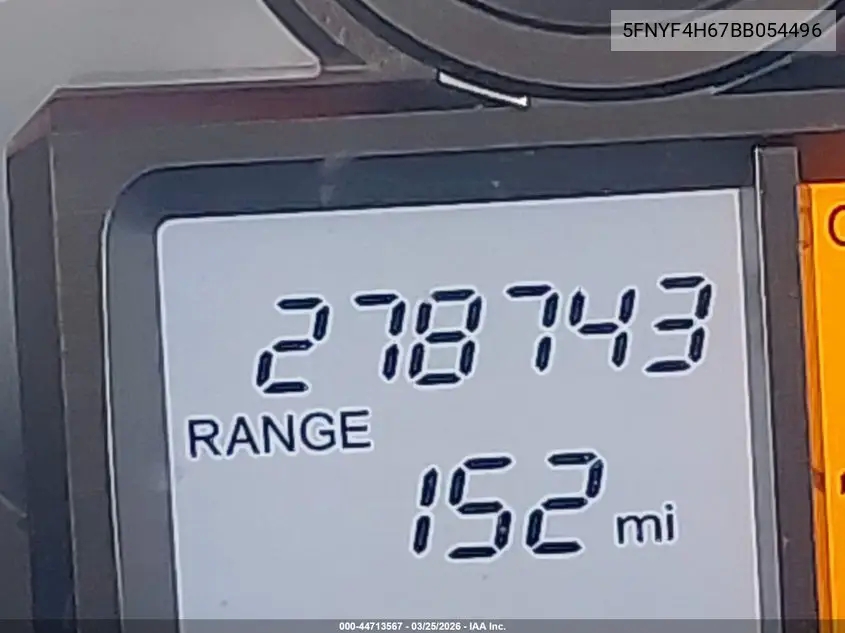 5FNYF4H67BB054496
278743
RANGE
152 mi
000-44713567 - 03/25/2026 - IAA Inc.